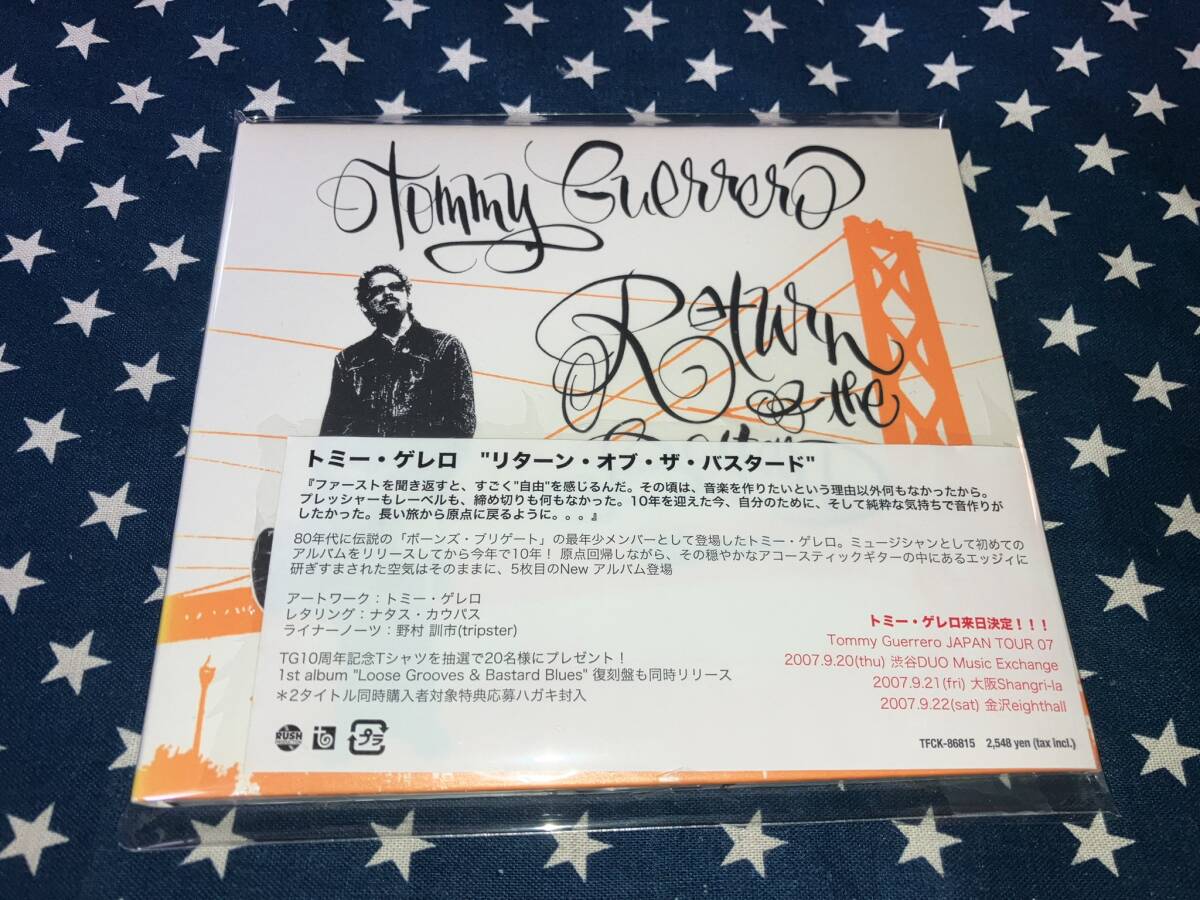 Tommy Guerrero
Return
of the
トミー・ゲレロ "リターン・オブ・ザ・バスタード"
『ファーストを聞き返すと、すごく"自由"を感じるんだ。その頃は、音楽を作りたいという理由以外何もなかったから。
プレッシャーもレーベルも、締め切りも何もなかった。10年を迎えた今、自分のために、そして純粋な気持ちで音作りが
したかった。長い旅から原点に戻るように。。。』
80年代に伝説の「ボーンズ・ブリゲート」の最年少メンバーとして登場したトミー・ゲレロ。ミュージシャンとして初めての
アルバムをリリースしてから今年で10年！ 原点回帰しながら、その穏やかなアコースティックギターの中にあるエッジィに
研ぎすまされた空気はそのままに、5枚目のNew アルバム登場
アートワーク：トミー・ゲレロ
レタリング：ナタス・カウパス
ライナーノーツ：野村 訓市(tripster)
TG10周年記念Tシャツを抽選で20名様にプレゼント！
1st album "Loose Grooves & Bastard Blues" 復刻盤も同時リリース
＊2タイトル同時購入者対象特典応募ハガキ封入
トミー・ゲレロ来日決定！！！
Tommy Guerrero JAPAN TOUR 07
2007.9.20(thu) 渋谷DUO Music Exchange
2007.9.21(fri) 大阪Shangri-la
2007.9.22(sat) 金沢eighthall
RUSH
プラ
TFCK-86815 2,548 yen (tax incl.)